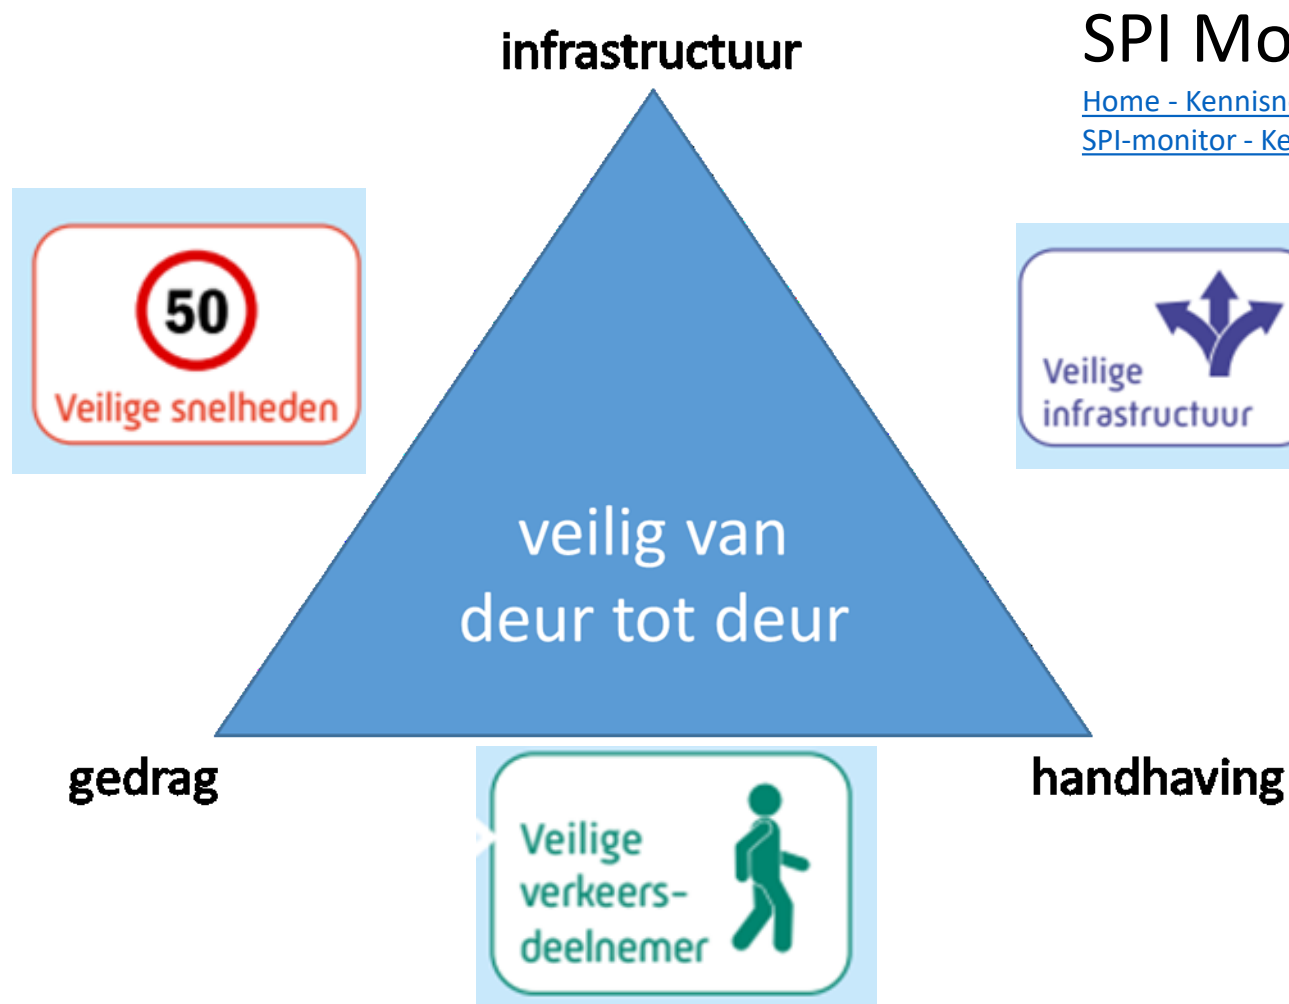 infrastructuur
SPI Mo
Home - Kennisn
SPI-monitor - Ke
50
Veilige snelheden
Veilige
infrastructuur
veilig van
deur tot deur
gedrag
handhaving
Veilige
verkeers-
deelnemer